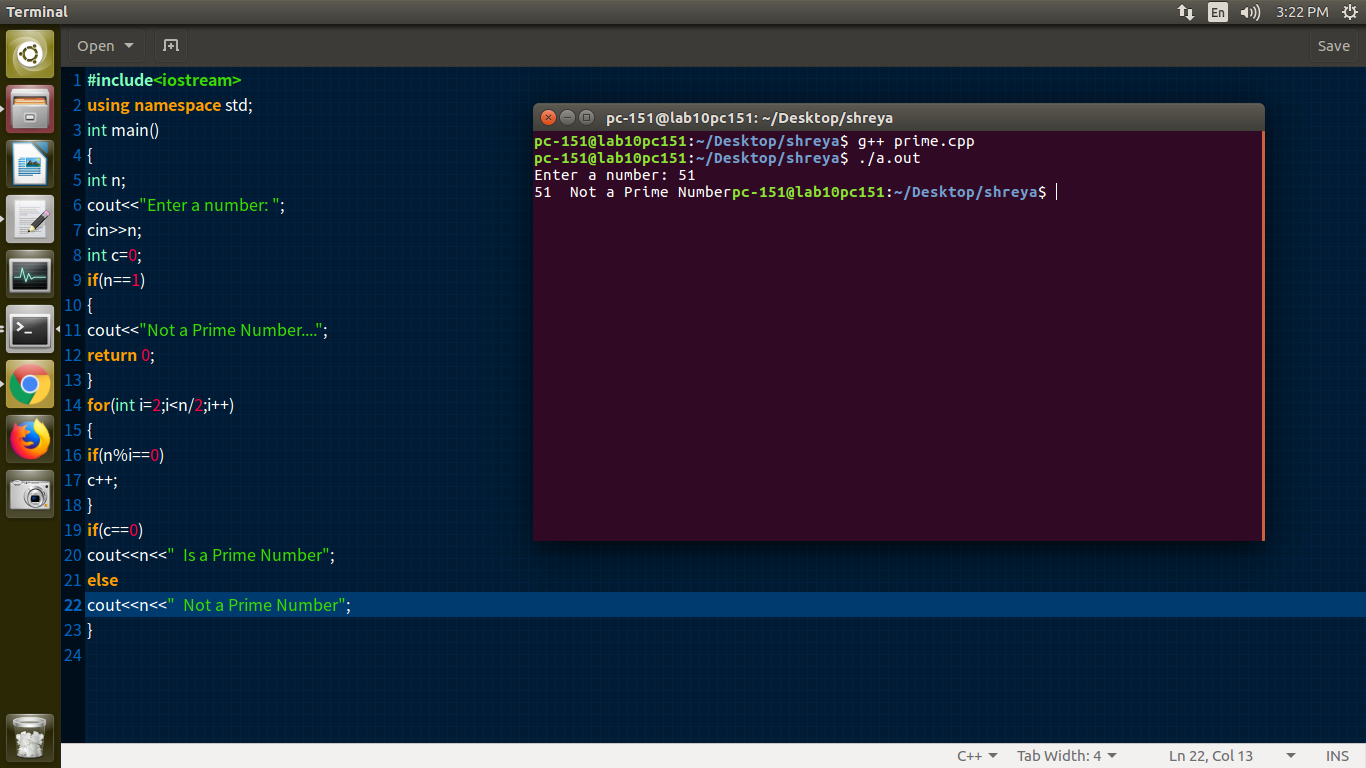 Terminal
En
3:22 PM
Open
Save
1 #include<iostream>
2 using namespace std;
3 int main()
4 {
5 int n;
6 cout<<"Enter a number: ";
7 cin>>n;
8 int c=0;
9 if(n==1)
10 {
11 cout<<"Not a Prime Number....";
12 return 0;
13 }
14 for(int i=2;i<n/2;i++)
15 {
16 if(n%i==0)
17 c++;
18 }
19 if(c==0)
20 cout<<n<<"  Is a Prime Number";
21 else
22 cout<<n<<"  Not a Prime Number";
23 }
24
pc-151@lab10pc151: ~/Desktop/shreya
pc-151@lab10pc151:~/Desktop/shreya$ g++ prime.cpp
pc-151@lab10pc151:~/Desktop/shreya$ ./a.out
Enter a number: 51
51  Not a Prime Numberpc-151@lab10pc151:~/Desktop/shreya$
C++
Tab Width: 4
Ln 22, Col 13
INS